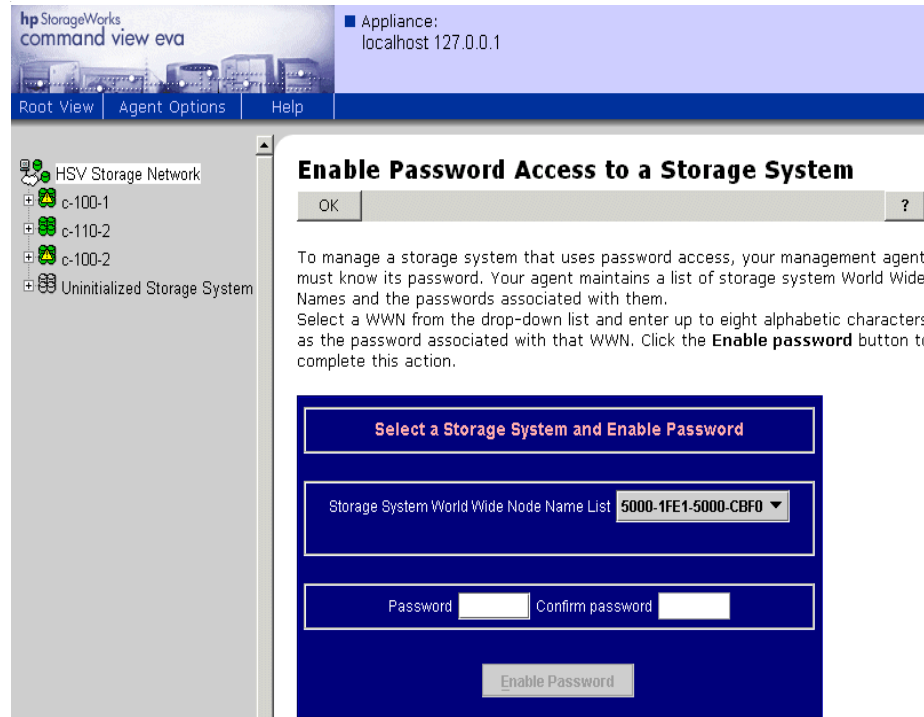 hp StorageWorks
command view eva
Appliance:
localhost 127.0.0.1
Root View Agent Options Help
HSV Storage Network
c-100-1
c-110-2
c-100-2
Uninitialized Storage System
Enable Password Access to a Storage System
OK ?
To manage a storage system that uses password access, your management agent
must know its password. Your agent maintains a list of storage system World Wide
Names and the passwords associated with them.
Select a WWN from the drop-down list and enter up to eight alphabetic characters
as the password associated with that WWN. Click the Enable password button to
complete this action.
Select a Storage System and Enable Password
Storage System World Wide Node Name List 5000-1FE1-5000-CBF0
Password Confirm password
Enable Password